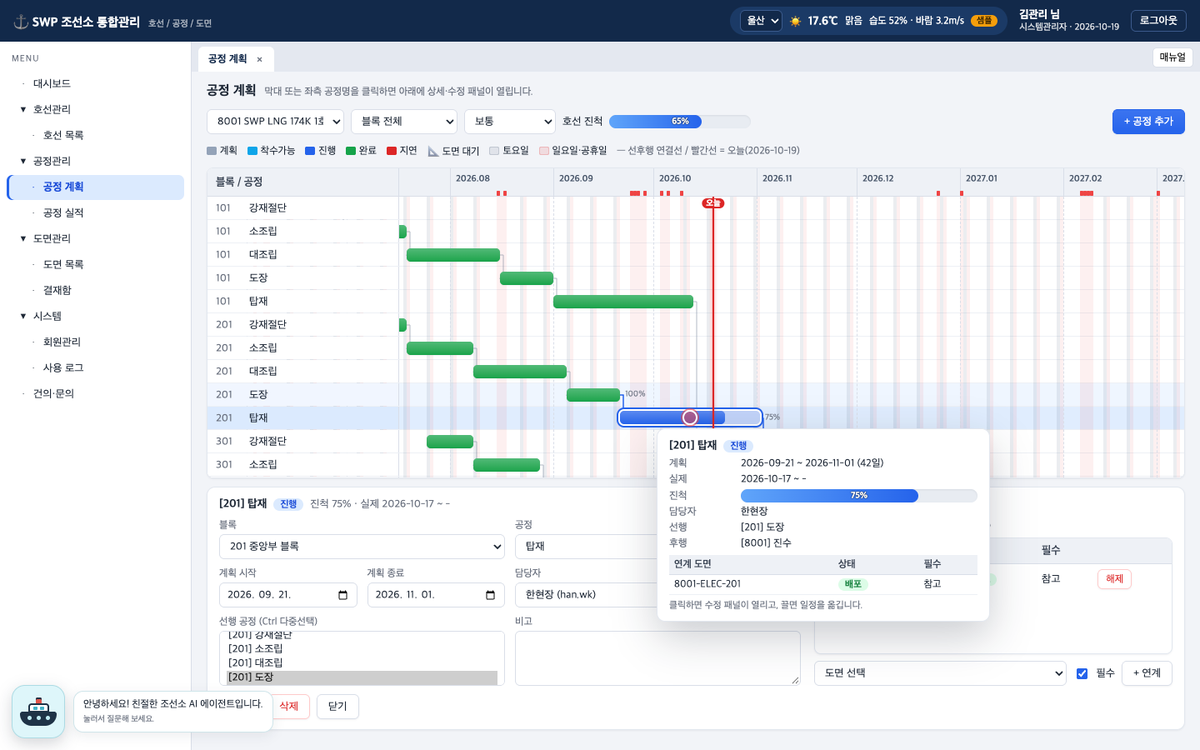 SWP 조선소 통합관리 호선 / 공정 / 도면
울산 17.6℃ 맑음 습도 52% · 바람 3.2m/s 샘플
김관리 님
시스템관리자 · 2026-10-19
로그아웃
MENU
· 대시보드
▼ 호선관리
· 호선 목록
▼ 공정관리
· 공정 계획
· 공정 실적
▼ 도면관리
· 도면 목록
· 결재함
▼ 시스템
· 회원관리
· 사용 로그
· 건의·문의
공정 계획 ×
매뉴얼
공정 계획 막대 또는 좌측 공정명을 클릭하면 아래에 상세·수정 패널이 열립니다.
8001 SWP LNG 174K 블록 전체 보통 호선 진척 65% + 공정 추가
계획 착수가능 진행 완료 지연 도면 대기 토요일 일요일·공휴일 — 선후행 연결선 / 빨간선 = 오늘(2026-10-19)
블록 / 공정 2026.08 2026.09 2026.10 2026.11 2026.12 2027.01 2027.02 2027.
오늘
101 강재절단
101 소조립
101 대조립
101 도장
101 탑재
201 강재절단
201 소조립
201 대조립
201 도장 100%
201 탑재 75%
301 강재절단
301 소조립
[201] 탑재 진행
계획 2026-09-21 ~ 2026-11-01 (42일)
실제 2026-10-17 ~ -
진척 75%
담당자 한현장
선행 [201] 도장
후행 [8001] 진수
연계 도면 상태 필수
8001-ELEC-201 배포 참고
클릭하면 수정 패널이 열리고, 끌면 일정을 옮깁니다.
[201] 탑재 진행 진척 75% · 실제 2026-10-17 ~ -
블록
201 중앙부 블록
공정
탑재
계획 시작
2026. 09. 21.
계획 종료
2026. 11. 01.
담당자
한현장 (han.wk)
선행 공정 (Ctrl 다중선택)
[201] 강재절단
[201] 소조립
[201] 대조립
[201] 도장
비고
필수
참고 해제
도면 선택 필수 + 연계
삭제 닫기
안녕하세요! 친절한 조선소 AI 에이전트입니다.
눌러서 질문해 보세요.